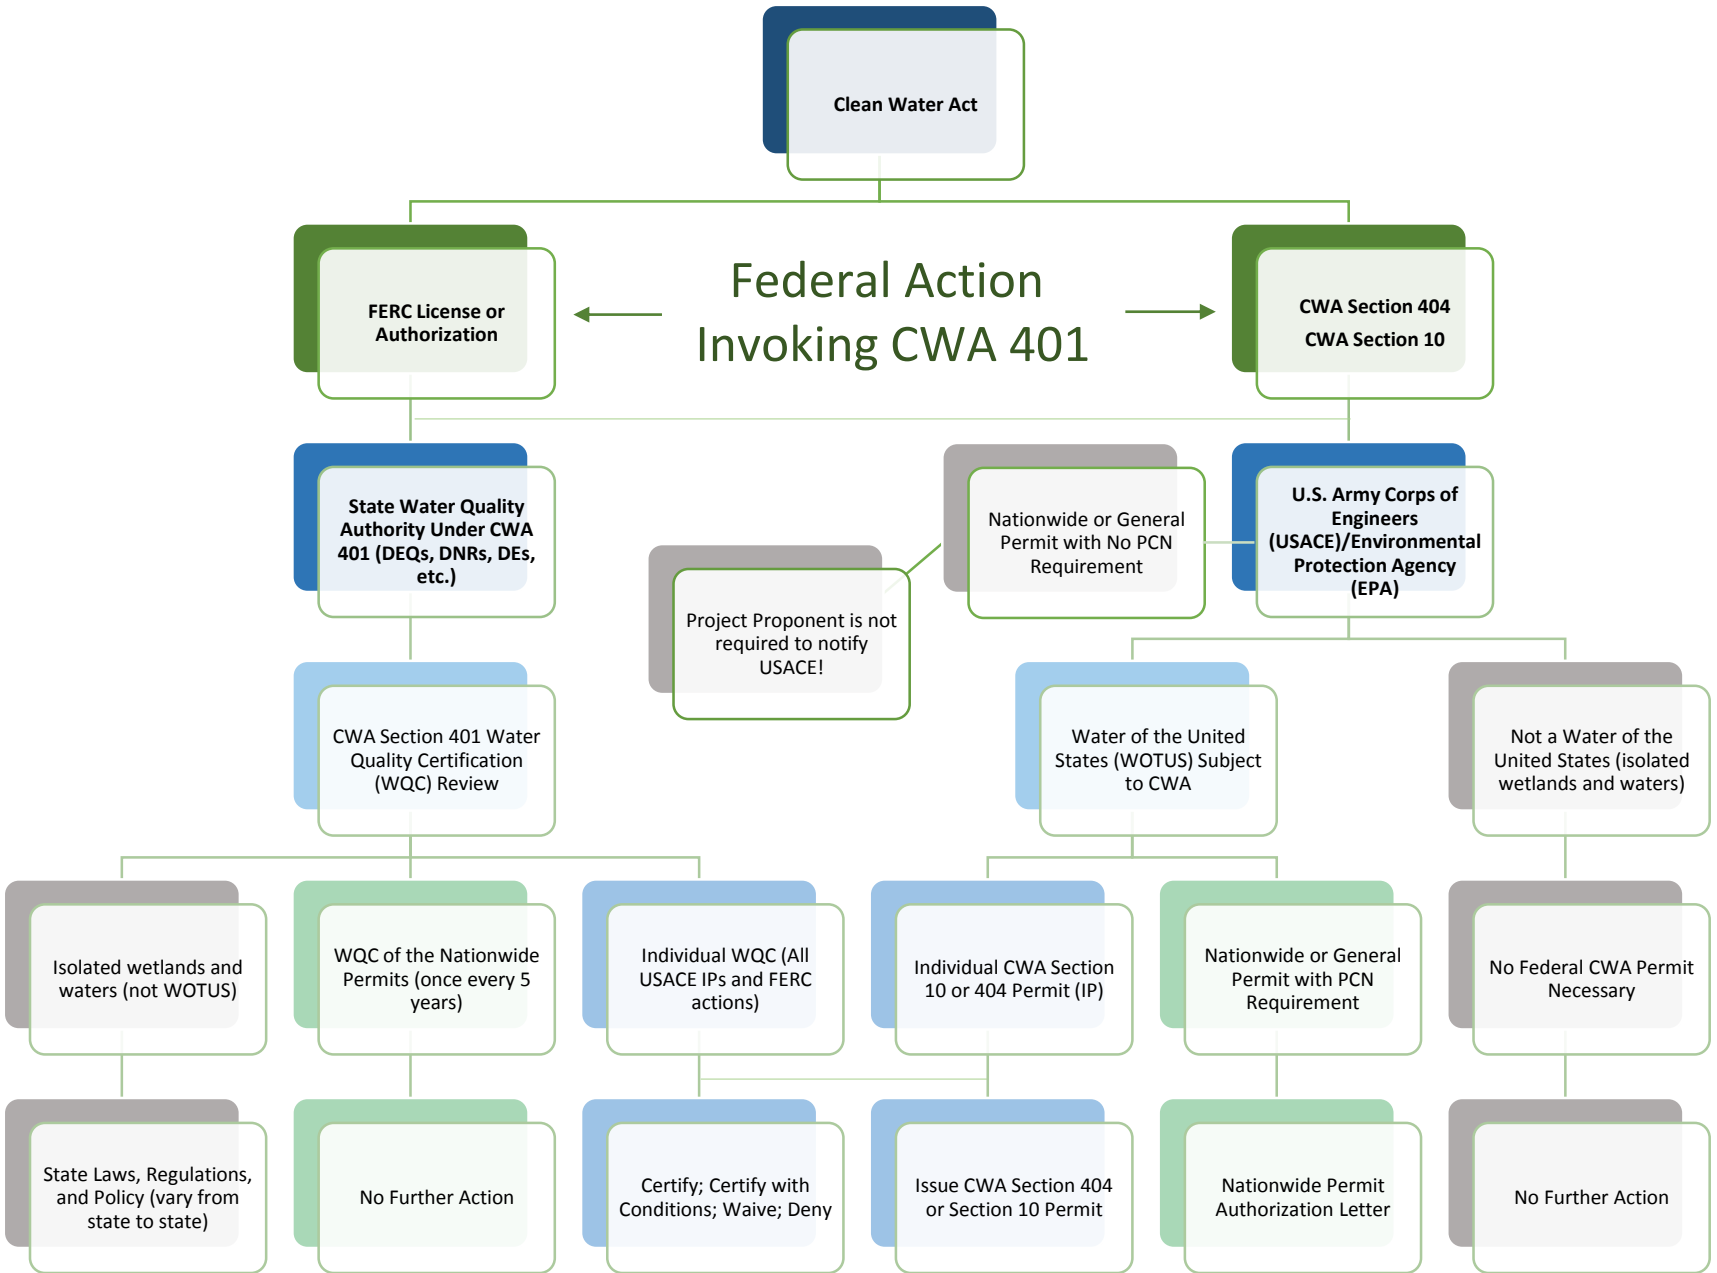 Clean Water Act
FERC License or
Authorization
Federal Action
Invoking CWA 401
CWA Section 404
CWA Section 10
State Water Quality
Authority Under CWA
401 (DEQs, DNRs, DEs,
etc.)
Project Proponent is not
required to notify
USACE!
Nationwide or General
Permit with No PCN
Requirement
U.S. Army Corps of
Engineers
(USACE)/Environmental
Protection Agency
(EPA)
CWA Section 401 Water
Quality Certification
(WQC) Review
Water of the United
States (WOTUS) Subject
to CWA
Not a Water of the
United States (isolated
wetlands and waters)
Isolated wetlands and
waters (not WOTUS)
WQC of the Nationwide
Permits (once every 5
years)
Individual WQC (All
USACE IPs and FERC
actions)
Individual CWA Section
10 or 404 Permit (IP)
Nationwide or General
Permit with PCN
Requirement
No Federal CWA Permit
Necessary
State Laws, Regulations,
and Policy (vary from
state to state)
No Further Action
Certify; Certify with
Conditions; Waive; Deny
Issue CWA Section 404
or Section 10 Permit
Nationwide Permit
Authorization Letter
No Further Action